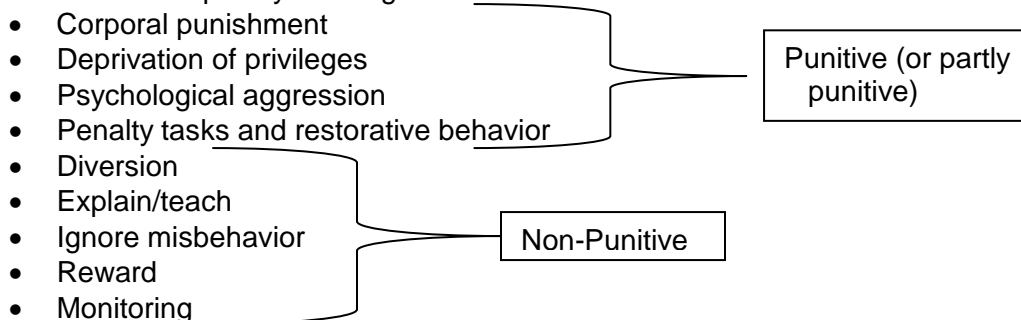 • Corporal punishment
• Deprivation of privileges
• Psychological aggression
• Penalty tasks and restorative behavior
• Diversion
• Explain/teach
• Ignore misbehavior
• Reward
• Monitoring
Punitive (or partly
punitive)
Non-Punitive